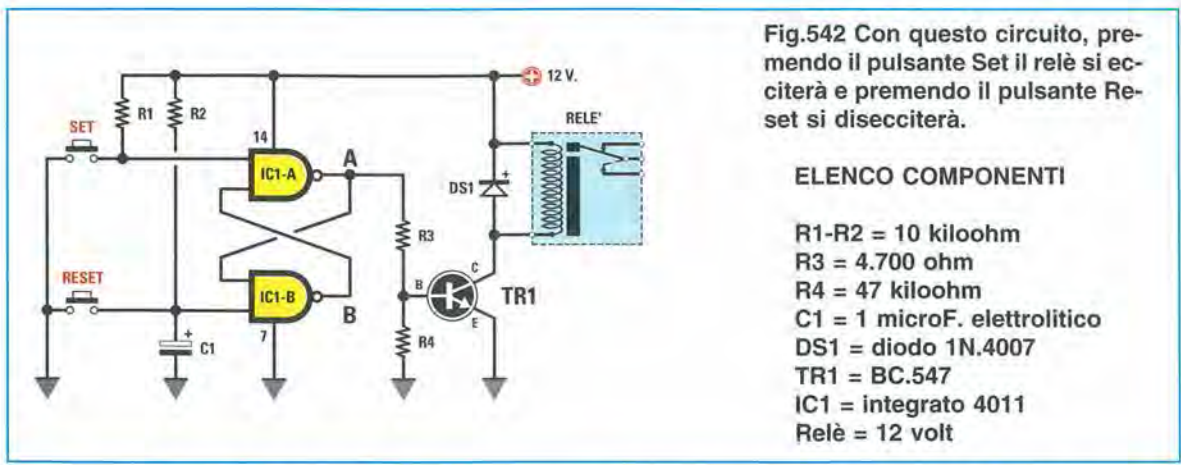 Fig.542 Con questo circuito, pre-
mendo il pulsante Set il relè si ec-
citerà e premendo il pulsante Re-
set si disecciterà.
ELENCO COMPONENTI
R1-R2 = 10 kiloohm
R3 = 4.700 ohm
R4 = 47 kiloohm
C1 = 1 microF. elettrolitico
DS1 = diodo 1N.4007
TR1 = BC.547
IC1 = integrato 4011
Relè = 12 volt
12 V.
R1
R2
RELE'
SET
14
A
IC1-A
DS1
+
R3
RESET
C
B
TR1
IC1-B
B
E
+
7
C1
R4